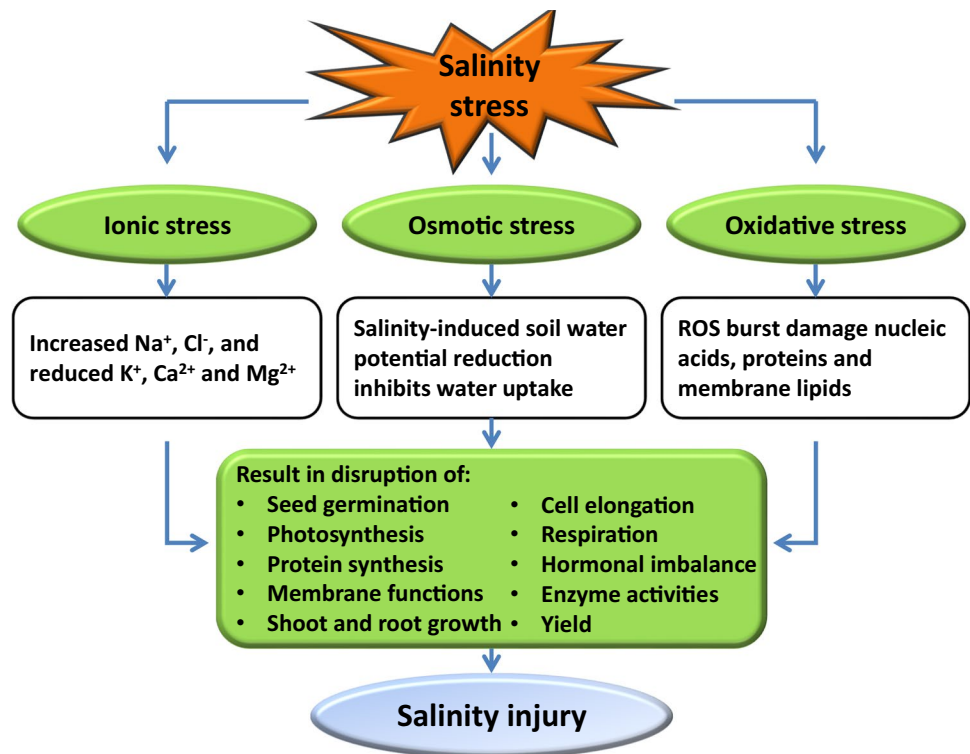 Salinity
stress
Ionic stress
Osmotic stress
Oxidative stress
Increased Na⁺, Cl⁻, and
reduced K⁺, Ca²⁺ and Mg²⁺
Salinity-induced soil water
potential reduction
inhibits water uptake
ROS burst damage nucleic
acids, proteins and
membrane lipids
Result in disruption of:
• Seed germination
• Photosynthesis
• Protein synthesis
• Membrane functions
• Shoot and root growth
• Cell elongation
• Respiration
• Hormonal imbalance
• Enzyme activities
• Yield
Salinity injury